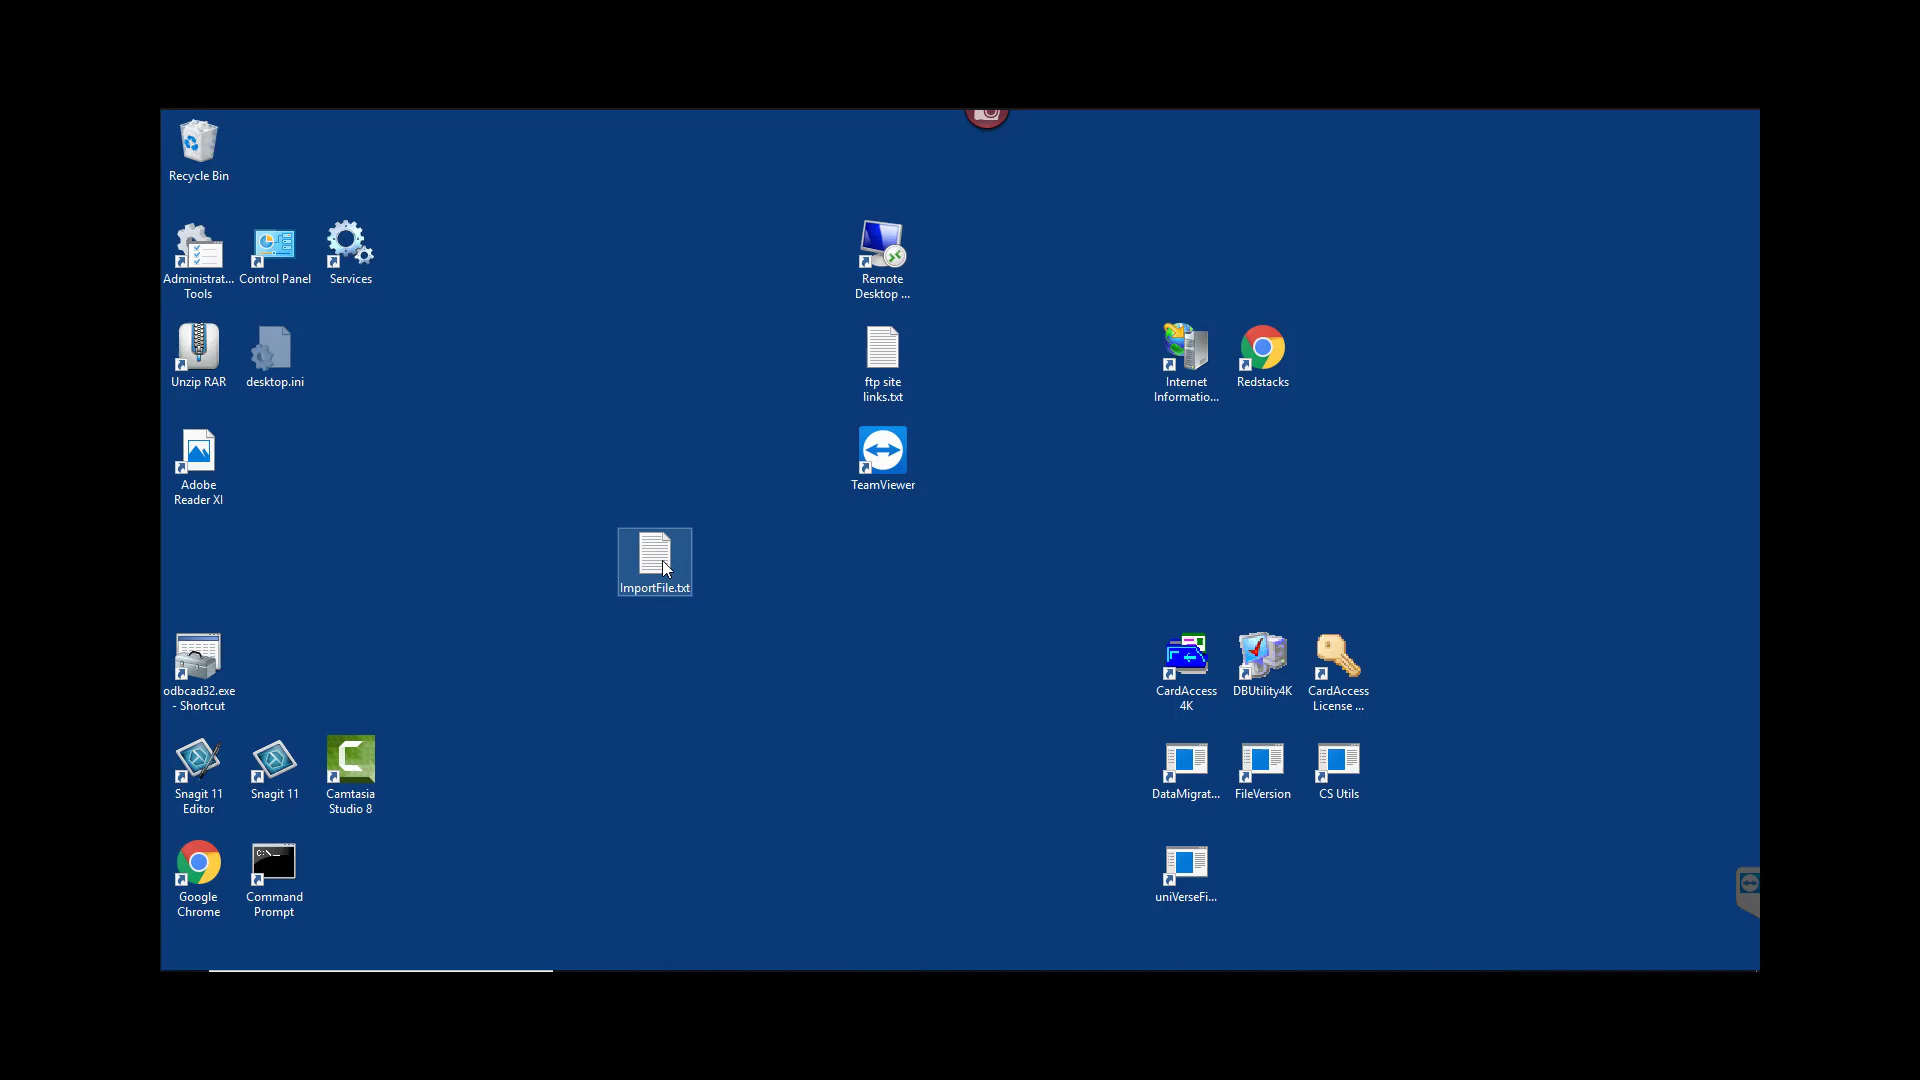 Recycle Bin
Administrat...
Tools
Control Panel
Services
Remote
Desktop ...
Unzip RAR
desktop.ini
ftp site
links.txt
Internet
Informatio...
Redstacks
Adobe
Reader XI
TeamViewer
ImportFile.txt
odbcad32.exe
- Shortcut
CardAccess
4K
DBUtility4K
CardAccess
License ...
Snagit 11
Editor
Snagit 11
Camtasia
Studio 8
DataMigrat...
FileVersion
CS Utils
Google
Chrome
C:\_
Command
Prompt
uniVerseFi...